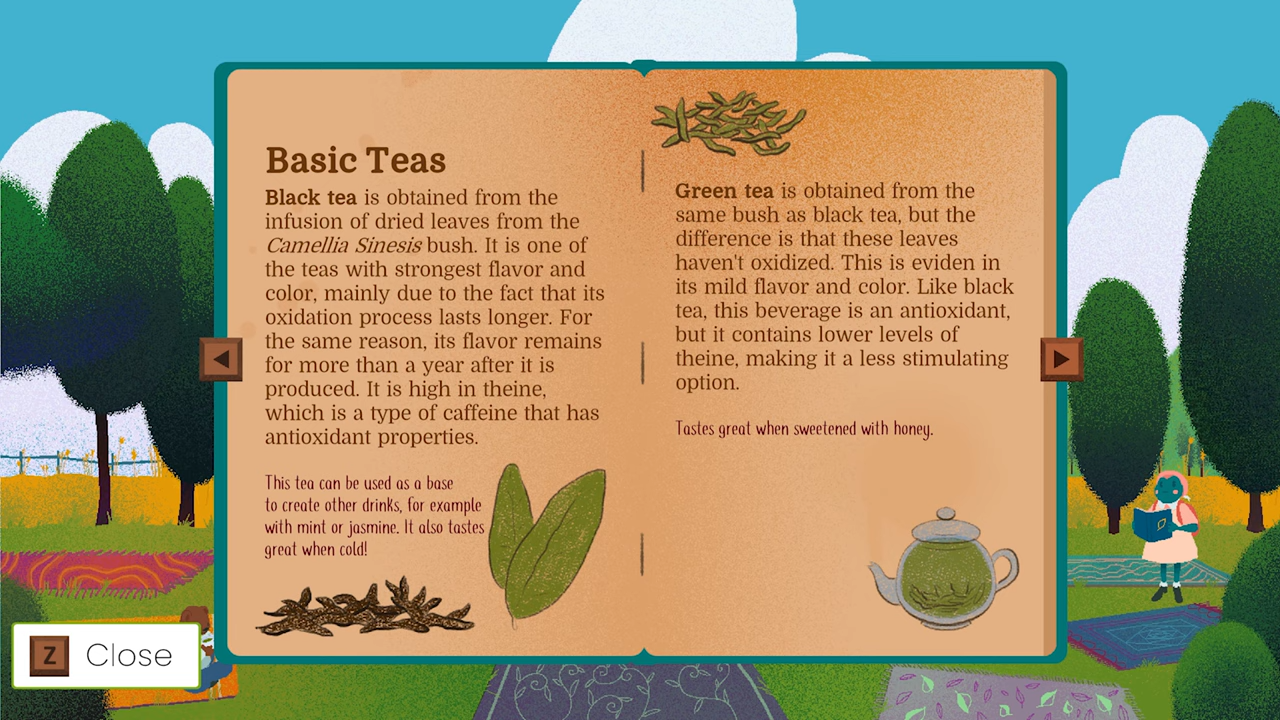 Basic Teas
Black tea is obtained from the
infusion of dried leaves from the
Camellia Sinesis bush. It is one of
the teas with strongest flavor and
color, mainly due to the fact that its
oxidation process lasts longer. For
the same reason, its flavor remains
for more than a year after it is
produced. It is high in theine,
which is a type of caffeine that has
antioxidant properties.
This tea can be used as a base
to create other drinks, for example
with mint or jasmine. It also tastes
great when cold!
Green tea is obtained from the
same bush as black tea, but the
difference is that these leaves
haven't oxidized. This is eviden in
its mild flavor and color. Like black
tea, this beverage is an antioxidant,
but it contains lower levels of
theine, making it a less stimulating
option.
Tastes great when sweetened with honey.
Z Close